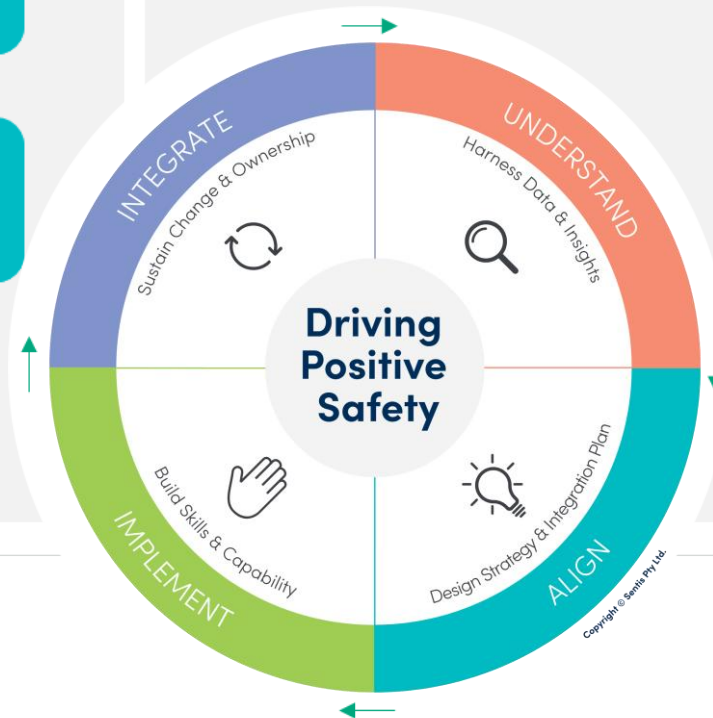 INTEGRATE
Sustain Change & Ownership
UNDERSTAND
Harness Data & Insights
Driving
Positive
Safety
IMPLEMENT
Build Skills & Capability
ALIGN
Design Strategy & Integration Plan
Copyright © Sentis Pty Ltd.